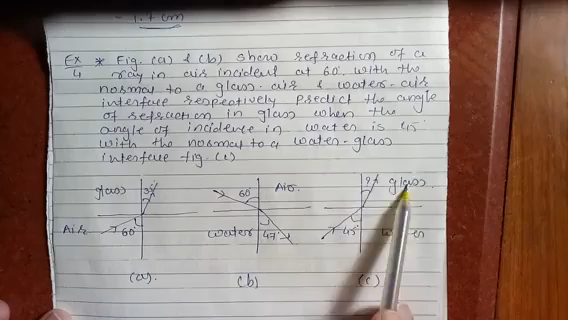 1.7 cm
Ex 4 * Fig. (a) & (b) show refraction of a
ray in air incident at 60° with the
normal to a glass-air & water-air
interface respectively predict the angle
of refraction in glass when the
angle of incidence in water is 45°
with the normal to a water-glass
interface fig. (c)
glass 35° 60° Air ? glass
Air 60° water 47° 45° water
(a). (b) (c)